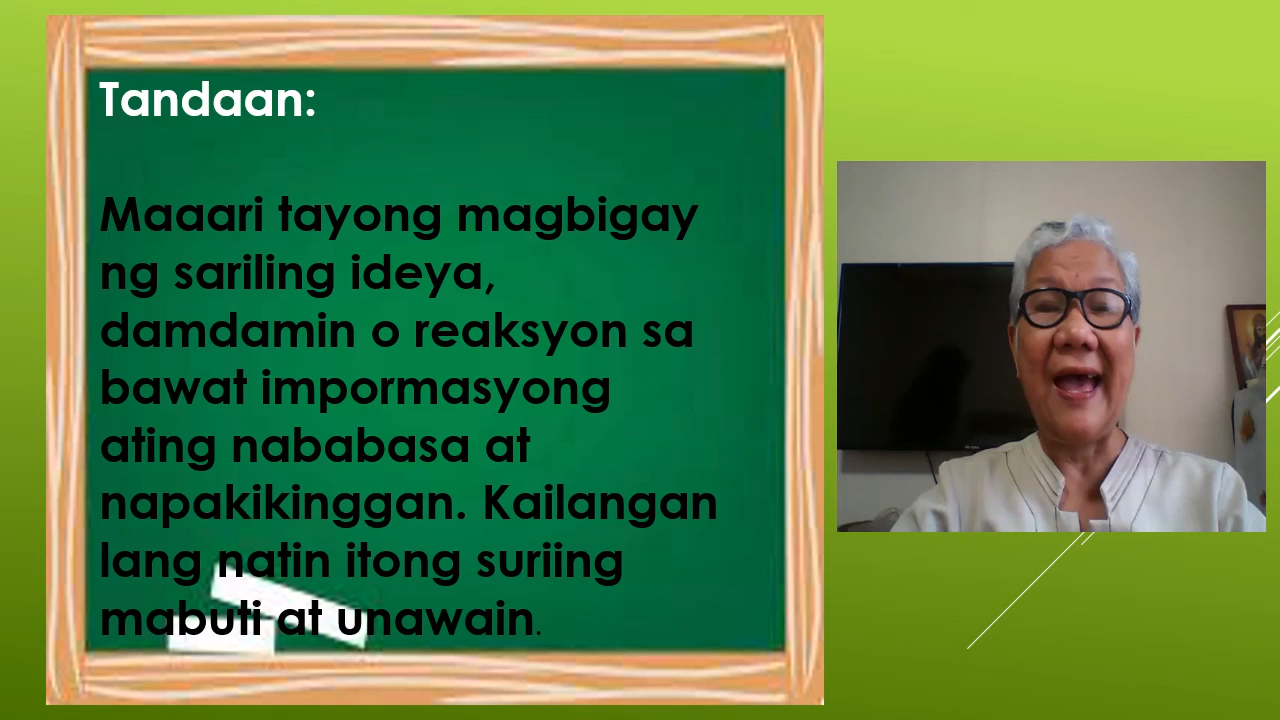 Tandaan:
Maaari tayong magbigay
ng sariling ideya,
damdamin o reaksyon sa
bawat impormasyong
ating nababasa at
napakikinggan. Kailangan
lang natin itong suriing
mabuti at unawain.